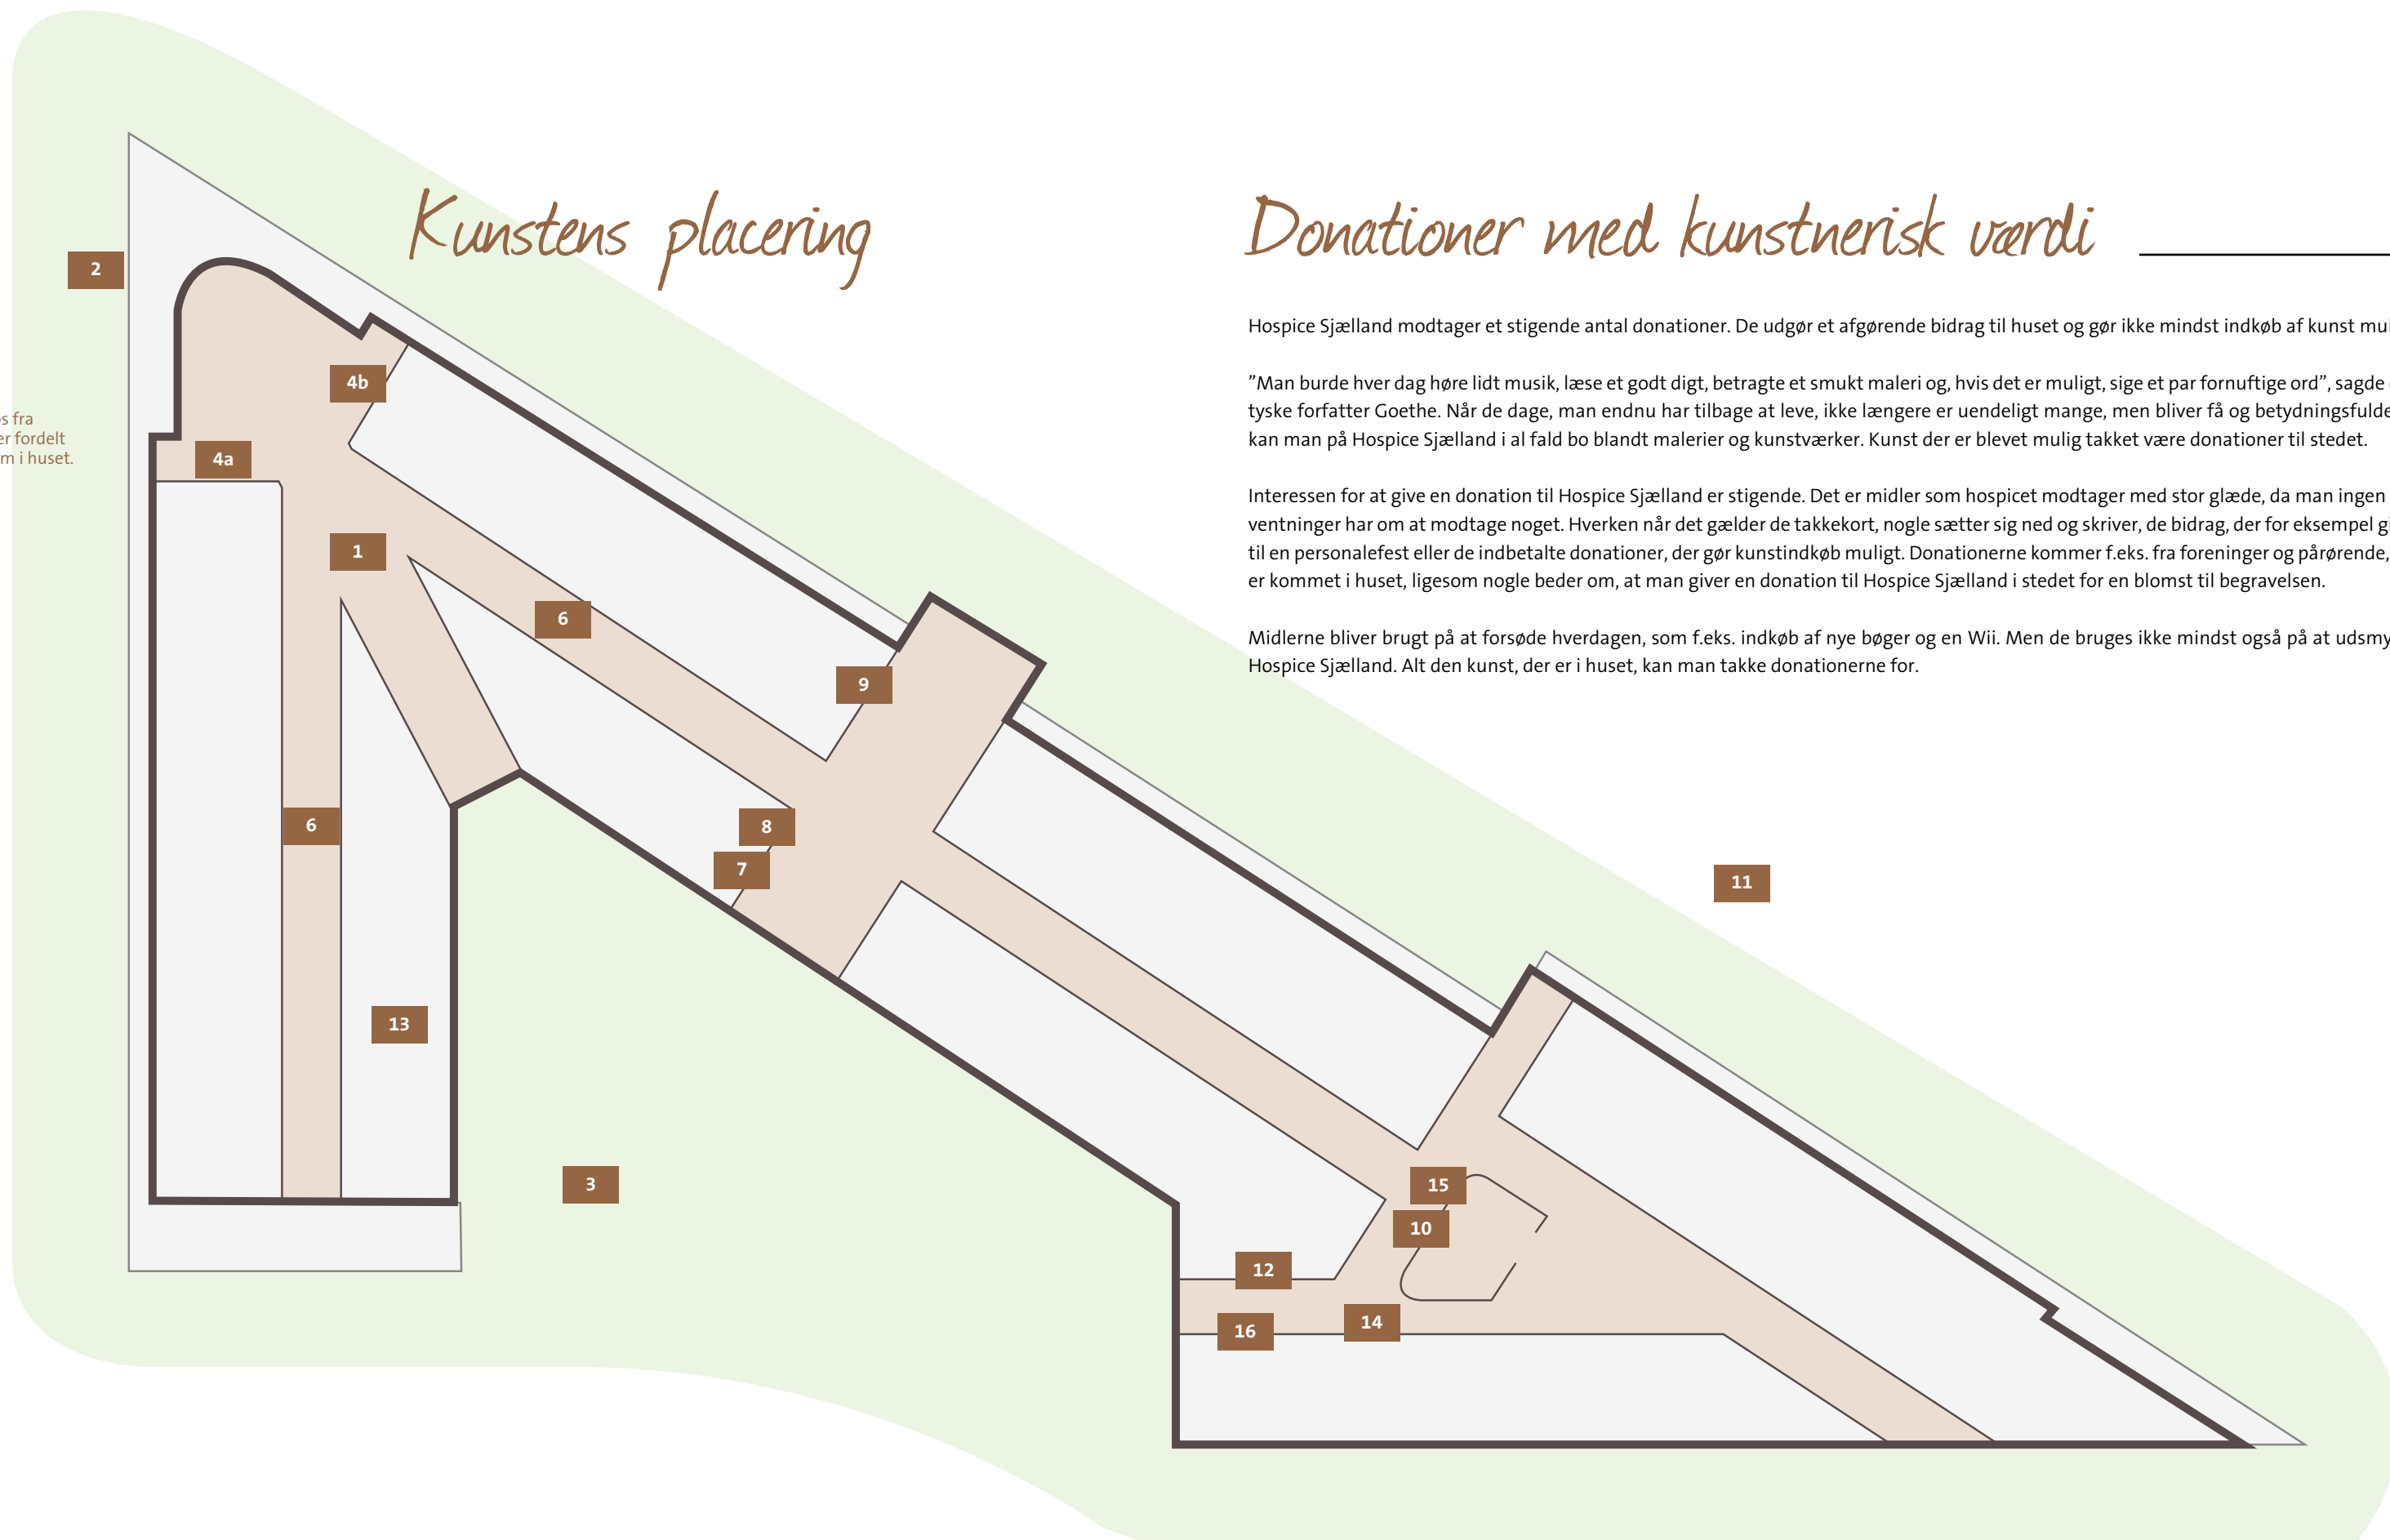 Kunstens placering
2
4b
4a
fra
fordelt
i huset.
1
6
9
8
7
6
13
3
11
15
10
12
14
16
Donationer med kunstnerisk værdi
Hospice Sjælland modtager et stigende antal donationer. De udgør et afgørende bidrag til huset og gør ikke mindst indkøb af kunst
”Man burde hver dag høre lidt musik, læse et godt digt, betragte et smukt maleri og, hvis det er muligt, sige et par fornuftige ord”, sagde
tyske forfatter Goethe. Når de dage, man endnu har tilbage at leve, ikke længere er uendeligt mange, men bliver få og betydningsfulde
kan man på Hospice Sjælland i al fald bo blandt malerier og kunstværker. Kunst der er blevet mulig takket være donationer til stedet.
Interessen for at give en donation til Hospice Sjælland er stigende. Det er midler som hospicet modtager med stor glæde, da man ingen
ventninger har om at modtage noget. Hverken når det gælder de takkekort, nogle sætter sig ned og skriver, de bidrag, der for eksempel
til en personalefest eller de indbetalte donationer, der gør kunstindkøb muligt. Donationerne kommer f.eks. fra foreninger og pårørende,
er kommet i huset, ligesom nogle beder om, at man giver en donation til Hospice Sjælland i stedet for en blomst til begravelsen.
Midlerne bliver brugt på at forsøde hverdagen, som f.eks. indkøb af nye bøger og en Wii. Men de bruges ikke mindst også på at
Hospice Sjælland. Alt den kunst, der er i huset, kan man takke donationerne for.